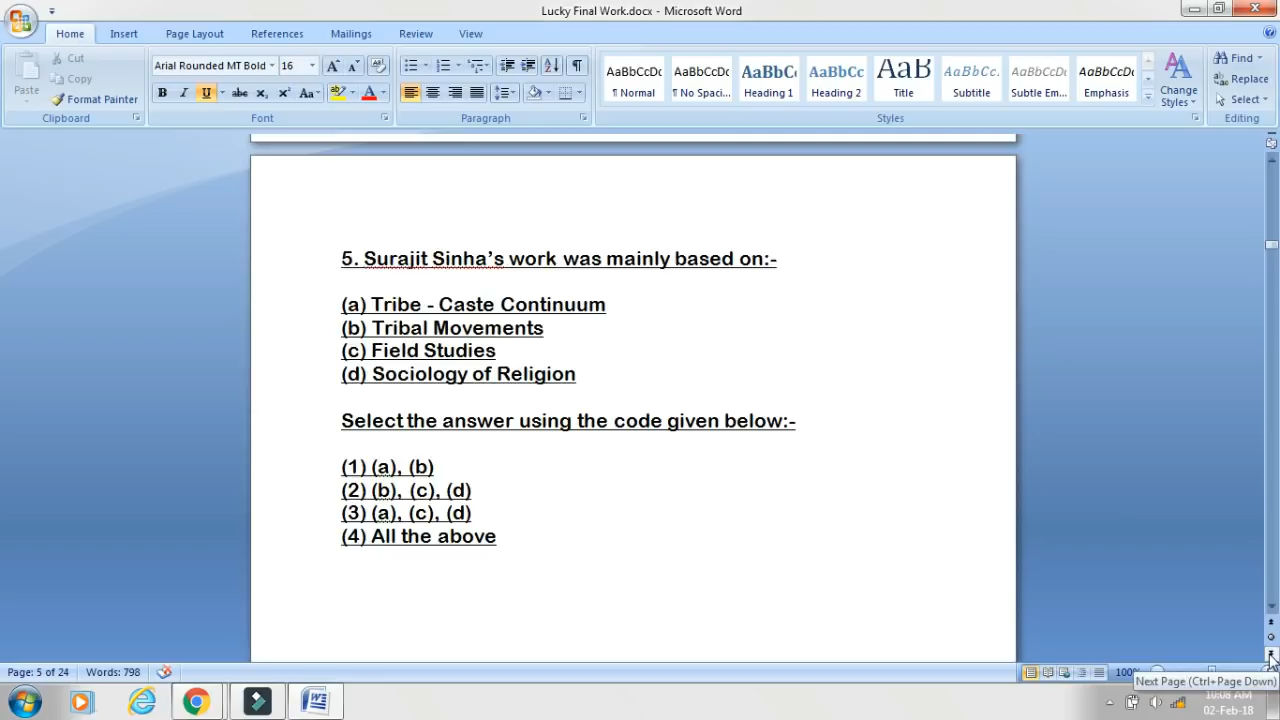 Lucky Final Work.docx - Microsoft Word
Home Insert Page Layout References Mailings Review View
Cut
Copy
Paste
Format Painter
Arial Rounded MT Bold 16
AaBbCcDc AaBbCcDc AaBbC( AaBbCc AaB AaBbCc. AaBbCcDc AaBbCcDc
¶ Normal ¶ No Spaci... Heading 1 Heading 2 Title Subtitle Subtle Em... Emphasis
Change Styles
Find
Replace
Select
Clipboard Font Paragraph Styles Editing
5. Surajit Sinha’s work was mainly based on:-
(a) Tribe - Caste Continuum
(b) Tribal Movements
(c) Field Studies
(d) Sociology of Religion
Select the answer using the code given below:-
(1) (a), (b)
(2) (b), (c), (d)
(3) (a), (c), (d)
(4) All the above
Page: 5 of 24 Words: 798 100%
Next Page (Ctrl+Page Down)
10:08 AM
02-Feb-18